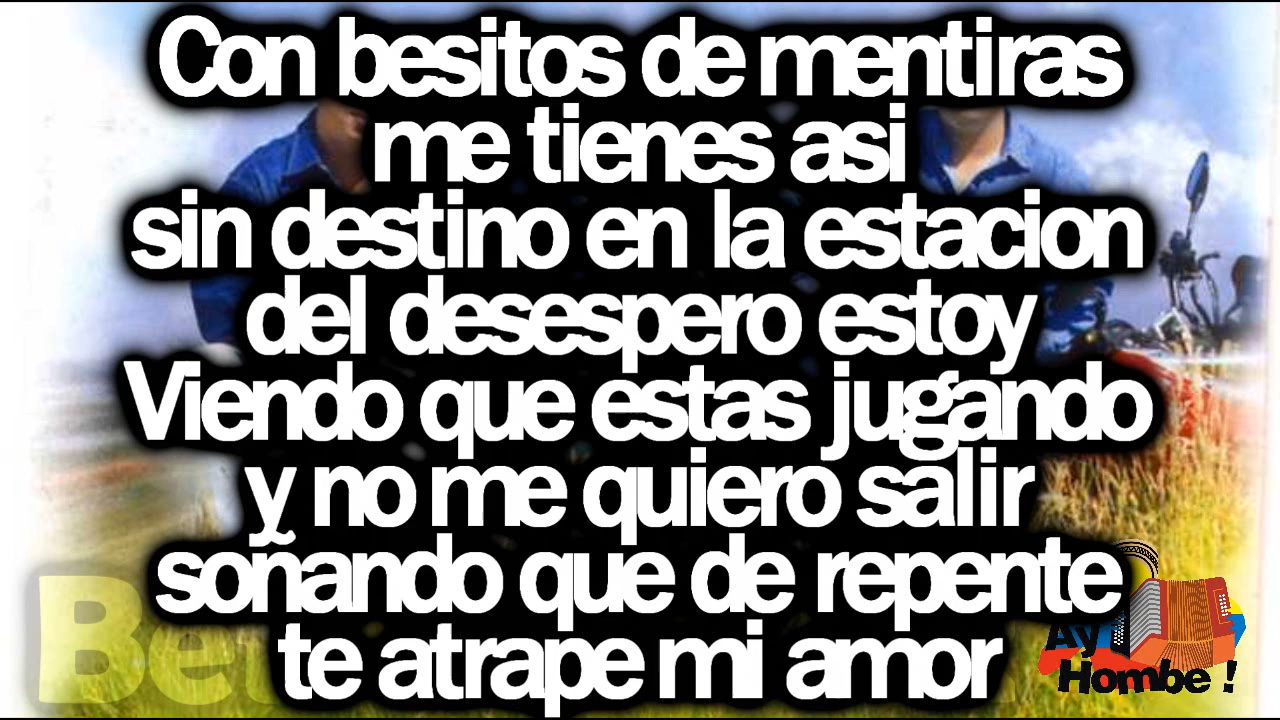 Con besitos de mentiras
me tienes asi
sin destino en la estacion
del desespero estoy
Viendo que estas jugando
y no me quiero salir
soñando que de repente
te atrape mi amor
Ay
Hombe !